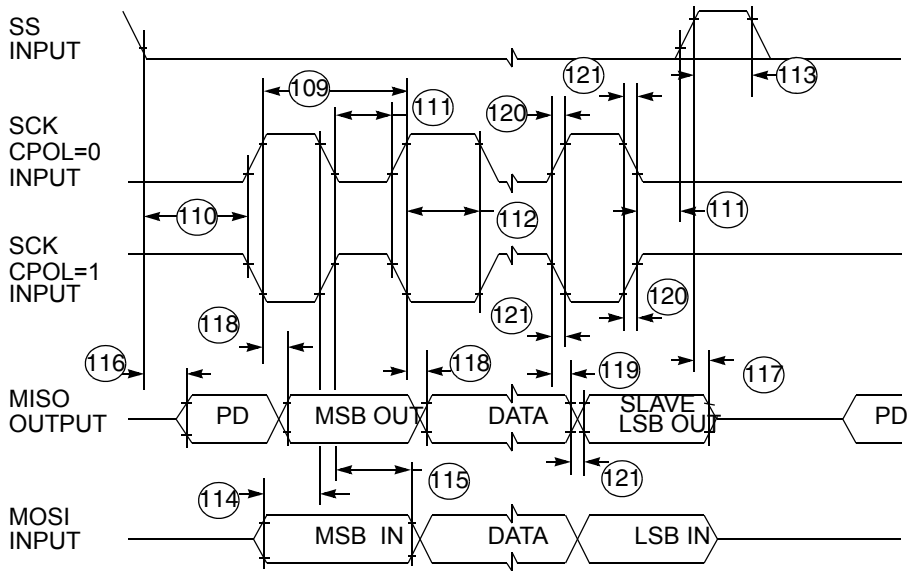 SS
INPUT
121
113
109
111
120
SCK
CPOL=0
INPUT
110
112
111
SCK
CPOL=1
INPUT
118
121
120
116
118
119
117
MISO
OUTPUT
PD
MSB OUT
DATA
SLAVE
LSB OUT
PD
121
114
115
MOSI
INPUT
MSB IN
DATA
LSB IN